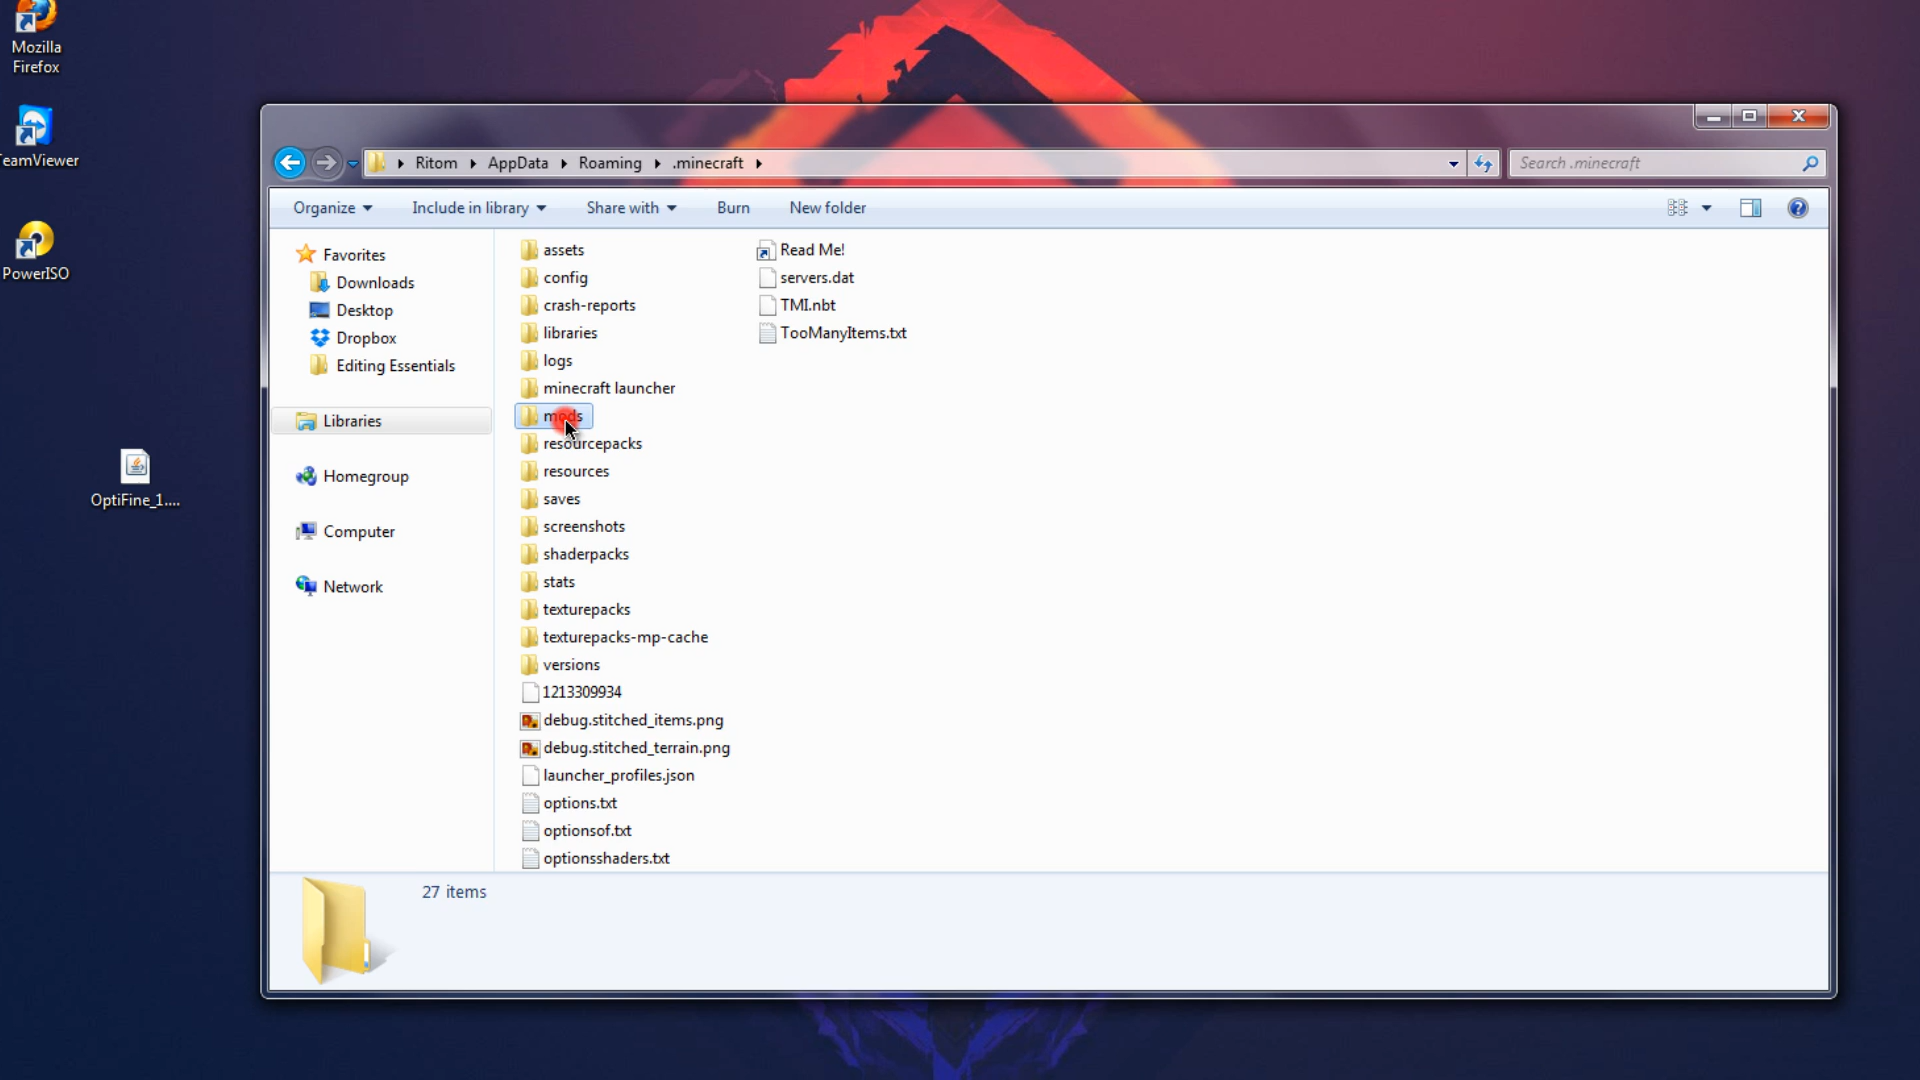 Mozilla
Firefox
TeamViewer
PowerISO
OptiFine_1....
Ritom
AppData
Roaming
.minecraft
Search .minecraft
Organize
Include in library
Share with
Burn
New folder
Favorites
Downloads
Desktop
Dropbox
Editing Essentials
Libraries
Homegroup
Computer
Network
assets
config
crash-reports
libraries
logs
minecraft launcher
mods
resourcepacks
resources
saves
screenshots
shaderpacks
stats
texturepacks
texturepacks-mp-cache
versions
1213309934
debug.stitched_items.png
debug.stitched_terrain.png
launcher_profiles.json
options.txt
optionsof.txt
optionsshaders.txt
Read Me!
servers.dat
TMI.nbt
TooManyItems.txt
27 items